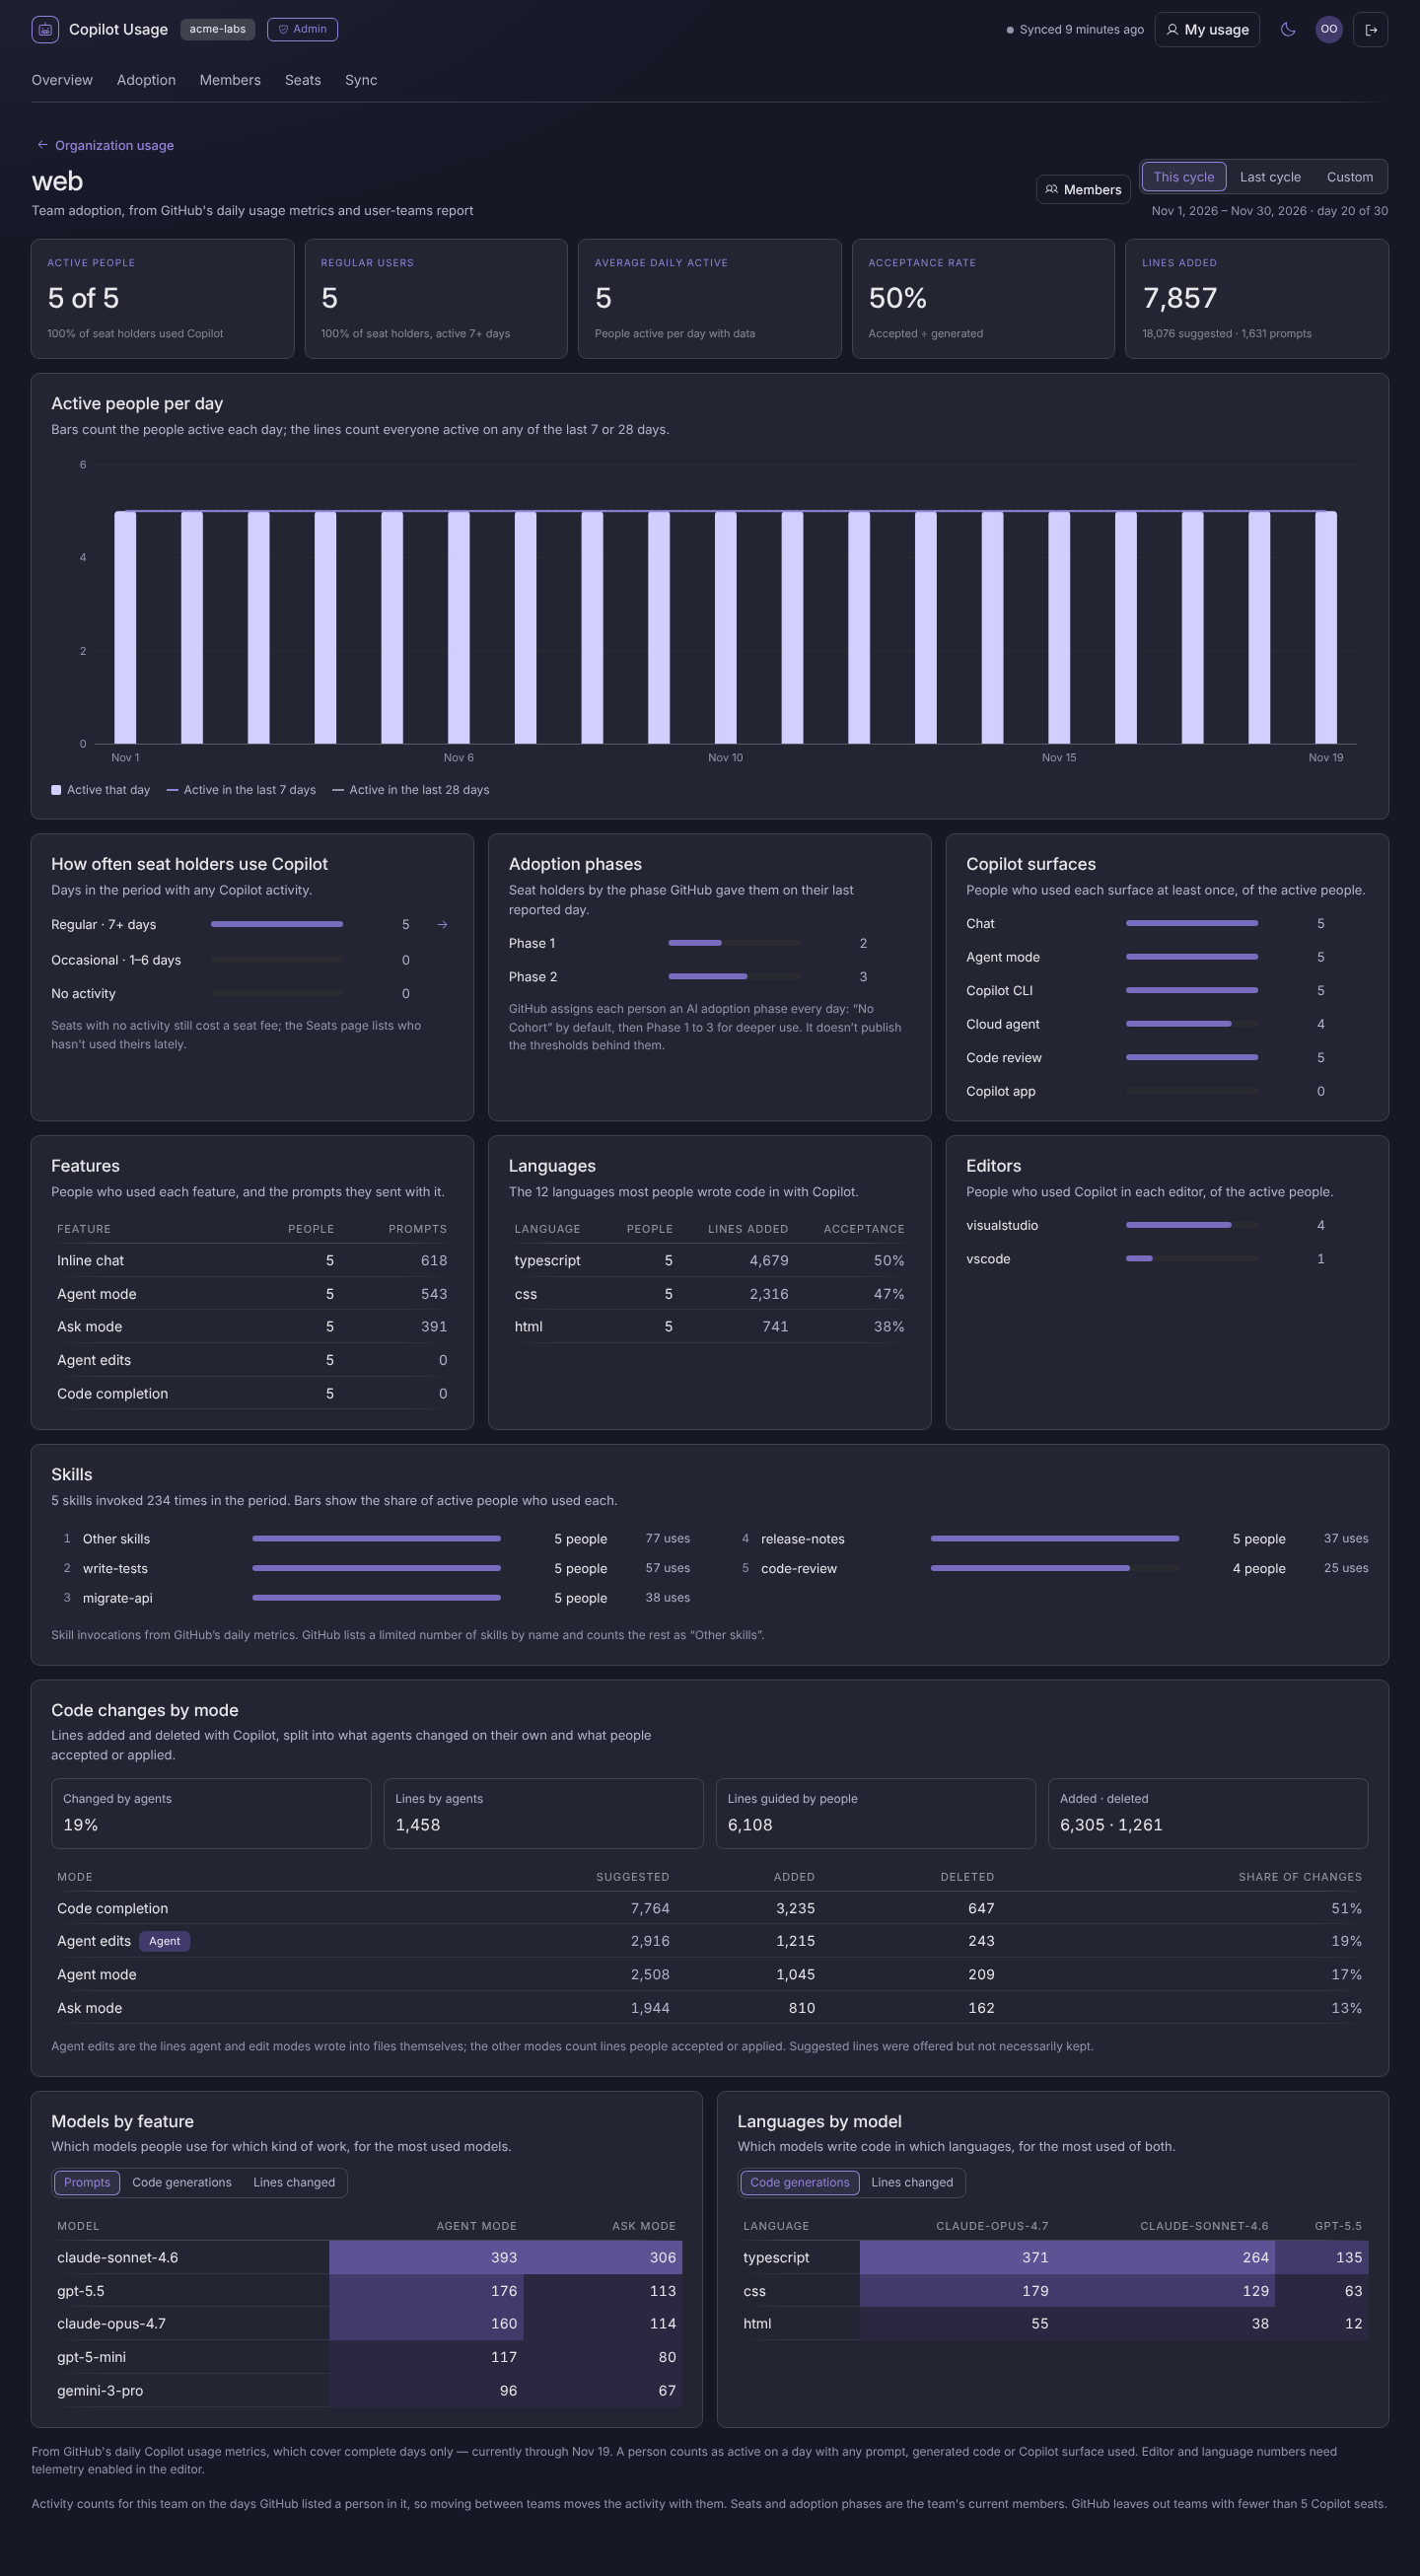 Copilot Usage acme-labs Admin Synced 9 minutes ago My usage OO
Overview Adoption Members Seats Sync
← Organization usage
web
Team adoption, from GitHub's daily usage metrics and user-teams report
Members This cycle Last cycle Custom
Nov 1, 2026 – Nov 30, 2026 · day 20 of 30
ACTIVE PEOPLE
5 of 5
100% of seat holders used Copilot
REGULAR USERS
5
100% of seat holders, active 7+ days
AVERAGE DAILY ACTIVE
5
People active per day with data
ACCEPTANCE RATE
50%
Accepted ÷ generated
LINES ADDED
7,857
18,076 suggested · 1,631 prompts
Active people per day
Bars count the people active each day; the lines count everyone active on any of the last 7 or 28 days.
6
4
2
0
Nov 1 Nov 6 Nov 10 Nov 15 Nov 19
Active that day Active in the last 7 days Active in the last 28 days
How often seat holders use Copilot
Days in the period with any Copilot activity.
Regular · 7+ days 5 →
Occasional · 1–6 days 0
No activity 0
Seats with no activity still cost a seat fee; the Seats page lists who
hasn't used theirs lately.
Adoption phases
Seat holders by the phase GitHub gave them on their last
reported day.
Phase 1 2
Phase 2 3
GitHub assigns each person an AI adoption phase every day: “No
Cohort” by default, then Phase 1 to 3 for deeper use. It doesn’t publish
the thresholds behind them.
Copilot surfaces
People who used each surface at least once, of the active people.
Chat 5
Agent mode 5
Copilot CLI 5
Cloud agent 4
Code review 5
Copilot app 0
Features
People who used each feature, and the prompts they sent with it.
FEATURE PEOPLE PROMPTS
Inline chat 5 618
Agent mode 5 543
Ask mode 5 391
Agent edits 5 0
Code completion 5 0
Languages
The 12 languages most people wrote code in with Copilot.
LANGUAGE PEOPLE LINES ADDED ACCEPTANCE
typescript 5 4,679 50%
css 5 2,316 47%
html 5 741 38%
Editors
People who used Copilot in each editor, of the active people.
visualstudio 4
vscode 1
Skills
5 skills invoked 234 times in the period. Bars show the share of active people who used each.
1 Other skills 5 people 77 uses
2 write-tests 5 people 57 uses
3 migrate-api 5 people 38 uses
4 release-notes 5 people 37 uses
5 code-review 4 people 25 uses
Skill invocations from GitHub’s daily metrics. GitHub lists a limited number of skills by name and counts the rest as “Other skills”.
Code changes by mode
Lines added and deleted with Copilot, split into what agents changed on their own and what people
accepted or applied.
Changed by agents
19%
Lines by agents
1,458
Lines guided by people
6,108
Added · deleted
6,305 · 1,261
MODE SUGGESTED ADDED DELETED SHARE OF CHANGES
Code completion 7,764 3,235 647 51%
Agent edits Agent 2,916 1,215 243 19%
Agent mode 2,508 1,045 209 17%
Ask mode 1,944 810 162 13%
Agent edits are the lines agent and edit modes wrote into files themselves; the other modes count lines people accepted or applied. Suggested lines were offered but not necessarily kept.
Models by feature
Which models people use for which kind of work, for the most used models.
Prompts Code generations Lines changed
MODEL AGENT MODE ASK MODE
claude-sonnet-4.6 393 306
gpt-5.5 176 113
claude-opus-4.7 160 114
gpt-5-mini 117 80
gemini-3-pro 96 67
Languages by model
Which models write code in which languages, for the most used of both.
Code generations Lines changed
LANGUAGE CLAUDE-OPUS-4.7 CLAUDE-SONNET-4.6 GPT-5.5
typescript 371 264 135
css 179 129 63
html 55 38 12
From GitHub's daily Copilot usage metrics, which cover complete days only — currently through Nov 19. A person counts as active on a day with any prompt, generated code or Copilot surface used. Editor and language numbers need
telemetry enabled in the editor.
Activity counts for this team on the days GitHub listed a person in it, so moving between teams moves the activity with them. Seats and adoption phases are the team's current members. GitHub leaves out teams with fewer than 5 Copilot seats.